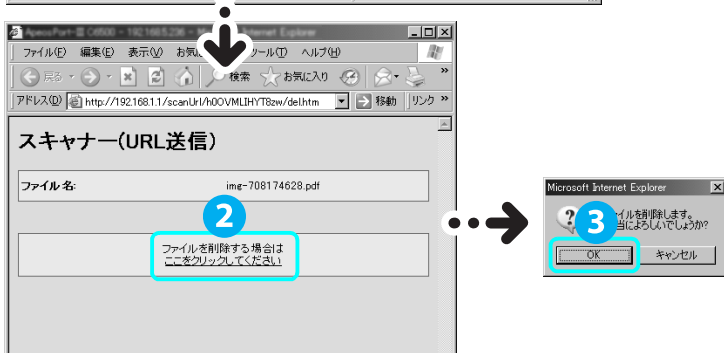 ApeosPort-II C6500 - 192.168.5.236 - Microsoft Internet Explorer
ファイル(F) 編集(E) 表示(V) ツール(T) ヘルプ(H)
戻る 検索 お気に入り
アドレス(D) http://192.168.1.1/scanUrl/h0OVMLIHYT8zw/del.htm 移動 リンク
スキャナー(URL送信)
ファイル名: img-708174628.pdf
2
ファイルを削除する場合は
ここをクリックしてください
Microsoft Internet Explorer
3
イルを削除します。
当によろしいでしょうか?
OK キャンセル